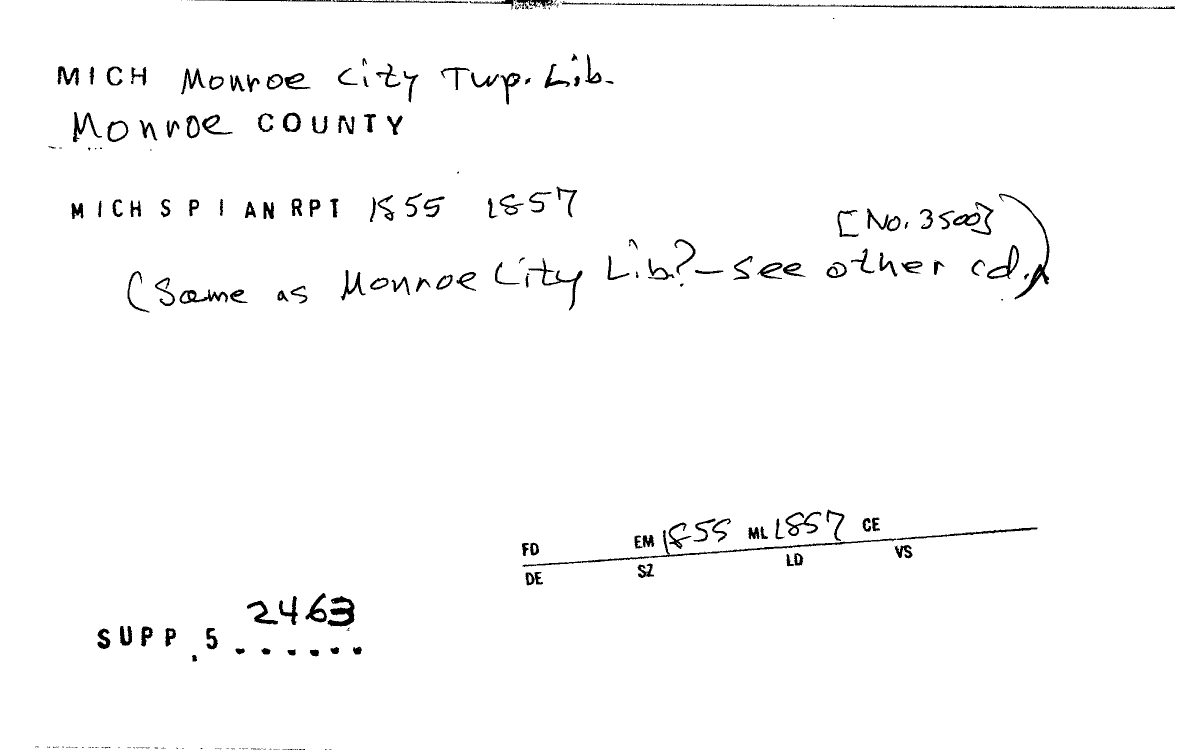 MICH Monroe City Twp. Lib.
Monroe COUNTY
MICH S P I AN RPT 1855 1857
[No. 3500]
(Same as Monroe City Lib? - see other cd.)
FD EM 1855 ML 1857 CE
DE SZ LD VS
2463
SUPP.5 ......